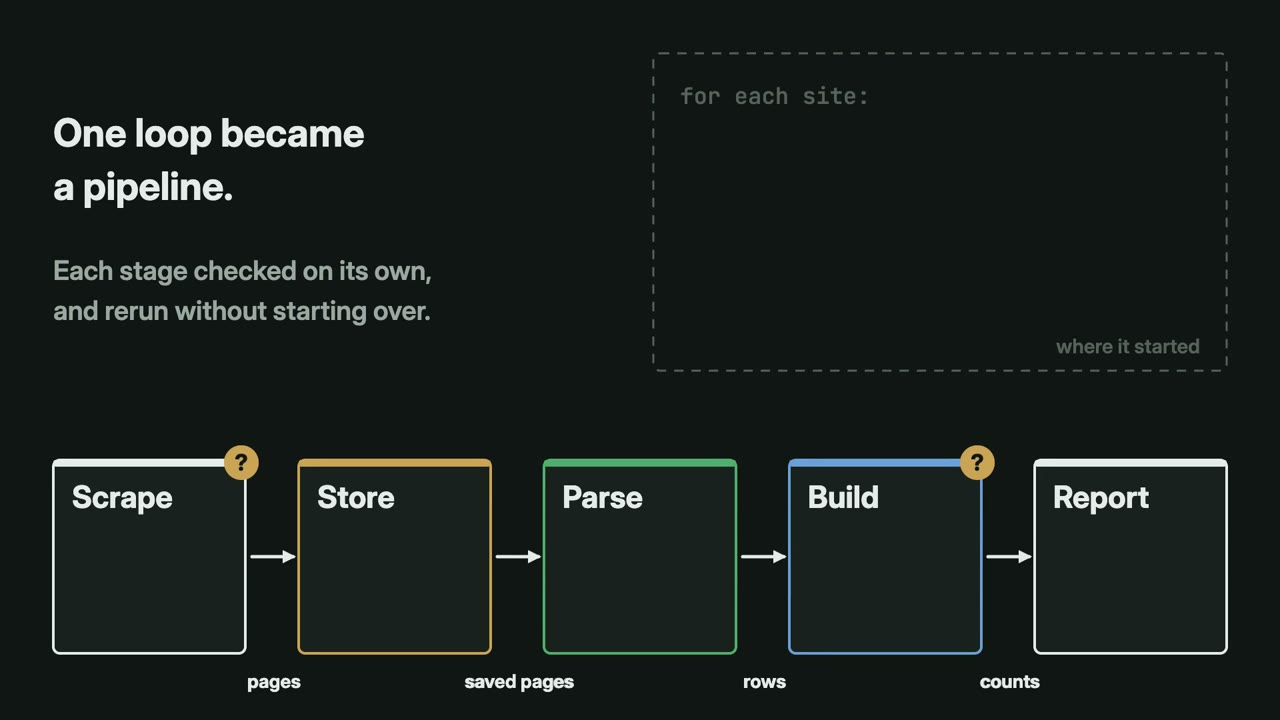 One loop became
a pipeline.
Each stage checked on its own,
and rerun without starting over.
for each site:
where it started
Scrape
?
Store
Parse
Build
?
Report
pages
saved pages
rows
counts